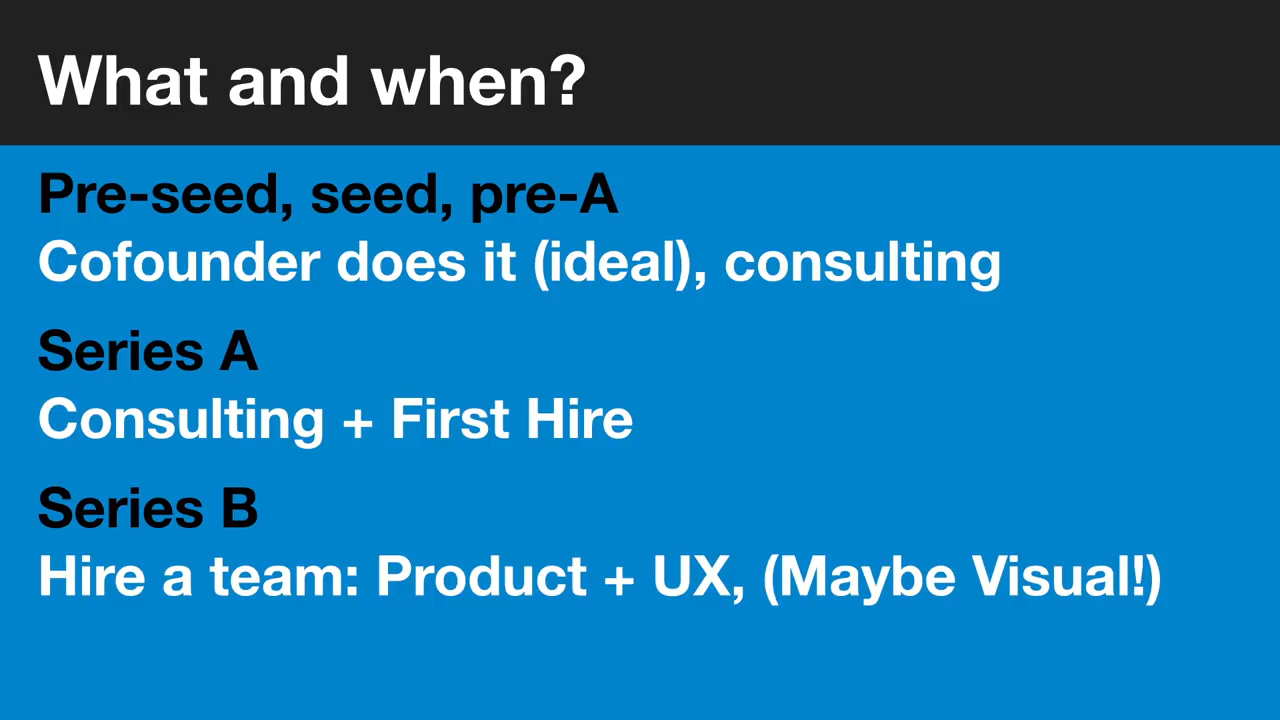 What and when?
Pre-seed, seed, pre-A
Cofounder does it (ideal), consulting
Series A
Consulting + First Hire
Series B
Hire a team: Product + UX, (Maybe Visual!)